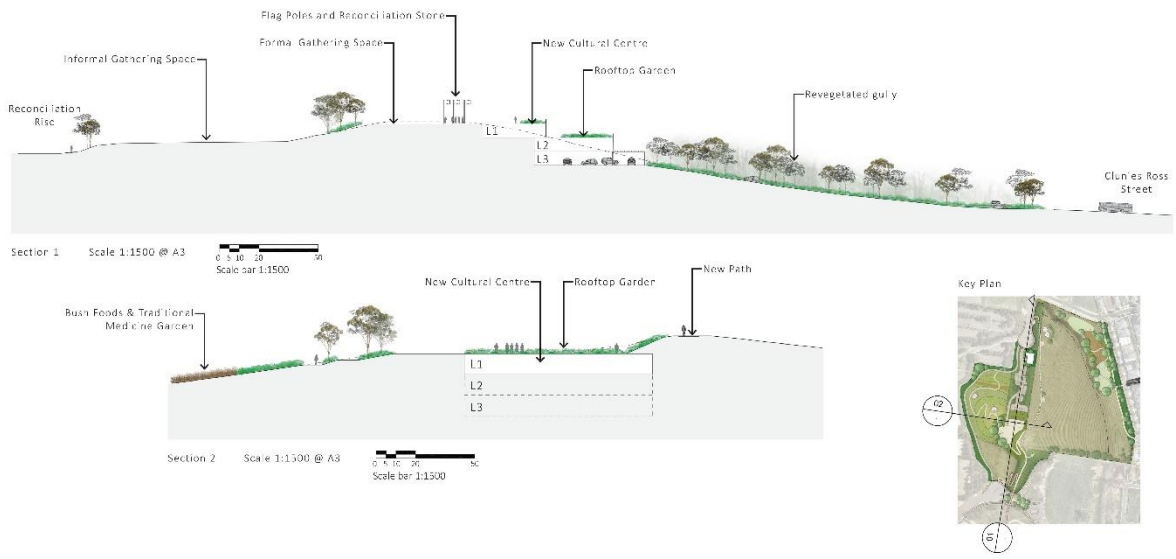 Flag Poles and Reconciliation Stone
Formal Gathering Space
New Cultural Centre
Informal Gathering Space
Rooftop Garden
Reconciliation
Rise
Revegetated gully
L1
L2
L3
Clunies Ross
Street
Section 1 Scale 1:1500 @ A3
0 5 10 20 50
Scale bar 1:1500
New Cultural Centre
Rooftop Garden
New Path
Bush Foods & Traditional
Medicine Garden
L1
L2
L3
Section 2 Scale 1:1500 @ A3
0 5 10 20 50
Scale bar 1:1500
Key Plan
02
01